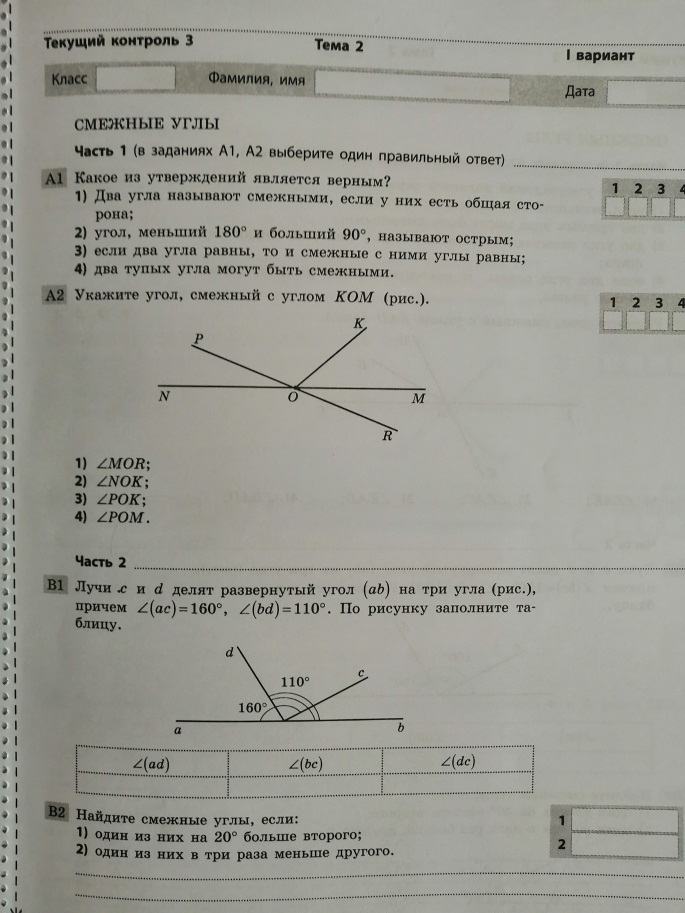 Текущий контроль 3 Тема 2 I вариант
Класс Фамилия, имя Дата
СМЕЖНЫЕ УГЛЫ
Часть 1 (в заданиях А1, А2 выберите один правильный ответ)
А1 Какое из утверждений является верным? 1 2 3 4
1) Два угла называют смежными, если у них есть общая сто-
рона;
2) угол, меньший 180° и больший 90°, называют острым;
3) если два угла равны, то и смежные с ними углы равны;
4) два тупых угла могут быть смежными.
А2 Укажите угол, смежный с углом KOM (рис.). 1 2 3 4
K
P
N O M
R
1) ∠MOR;
2) ∠NOK;
3) ∠POK;
4) ∠POM.
Часть 2
В1 Лучи c и d делят развернутый угол (ab) на три угла (рис.),
причем ∠(ac)=160°, ∠(bd)=110°. По рисунку заполните та-
блицу.
d
110° c
160°
a b
∠(ad) ∠(bc) ∠(dc)
В2 Найдите смежные углы, если: 1
1) один из них на 20° больше второго;
2) один из них в три раза меньше другого. 2